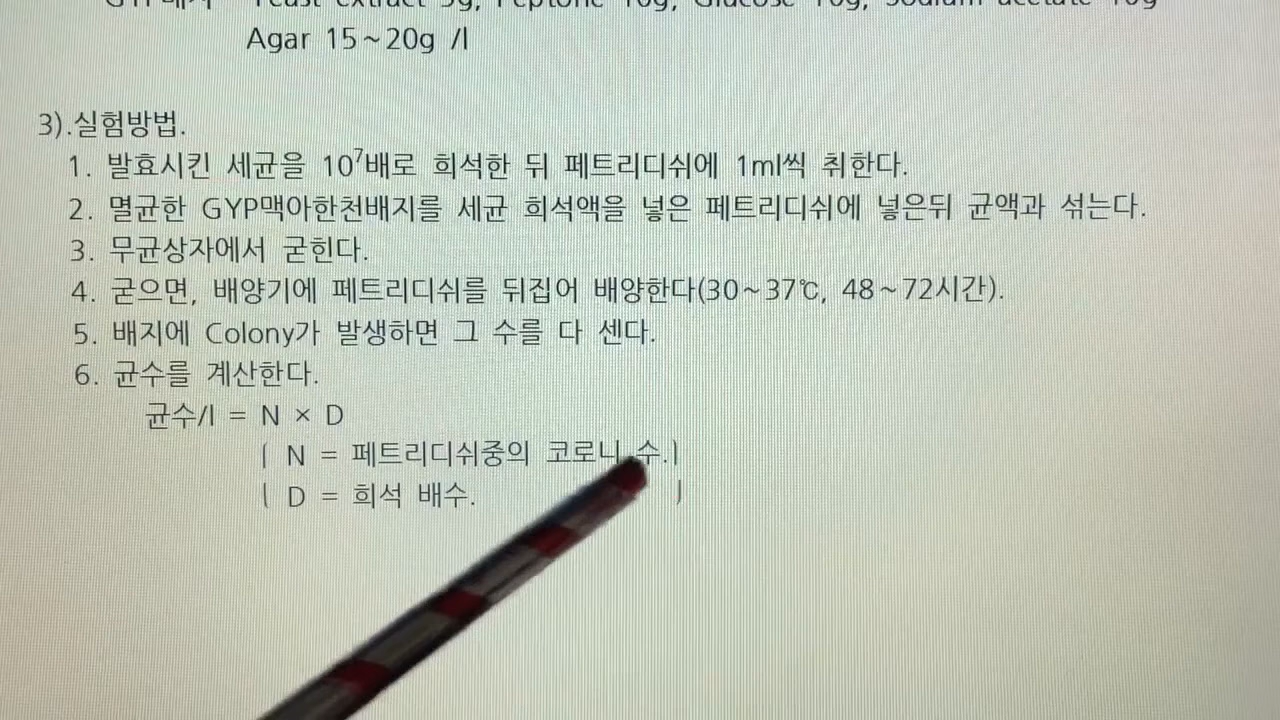 Agar 15~20g /l
3).실험방법.
1. 발효시킨 세균을 10⁷배로 희석한 뒤 페트리디쉬에 1ml씩 취한다.
2. 멸균한 GYP맥아한천배지를 세균 희석액을 넣은 페트리디쉬에 넣은뒤 균액과 섞는다.
3. 무균상자에서 굳힌다.
4. 굳으면, 배양기에 페트리디쉬를 뒤집어 배양한다(30~37℃, 48~72시간).
5. 배지에 Colony가 발생하면 그 수를 다 센다.
6. 균수를 계산한다.
균수/l = N × D
( N = 페트리디쉬중의 코로니 수.)
( D = 희석 배수. )